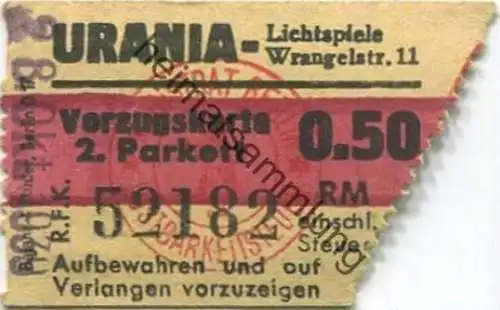 URANIA-
Lichtspiele
Wrangelstr. 11
Vorzugskarte
2. Parkett
0.50
RM
einschl.
Steuer
R.F.K.
52182
Aufbewahren und auf
Verlangen vorzuzeigen
heimatsammlung